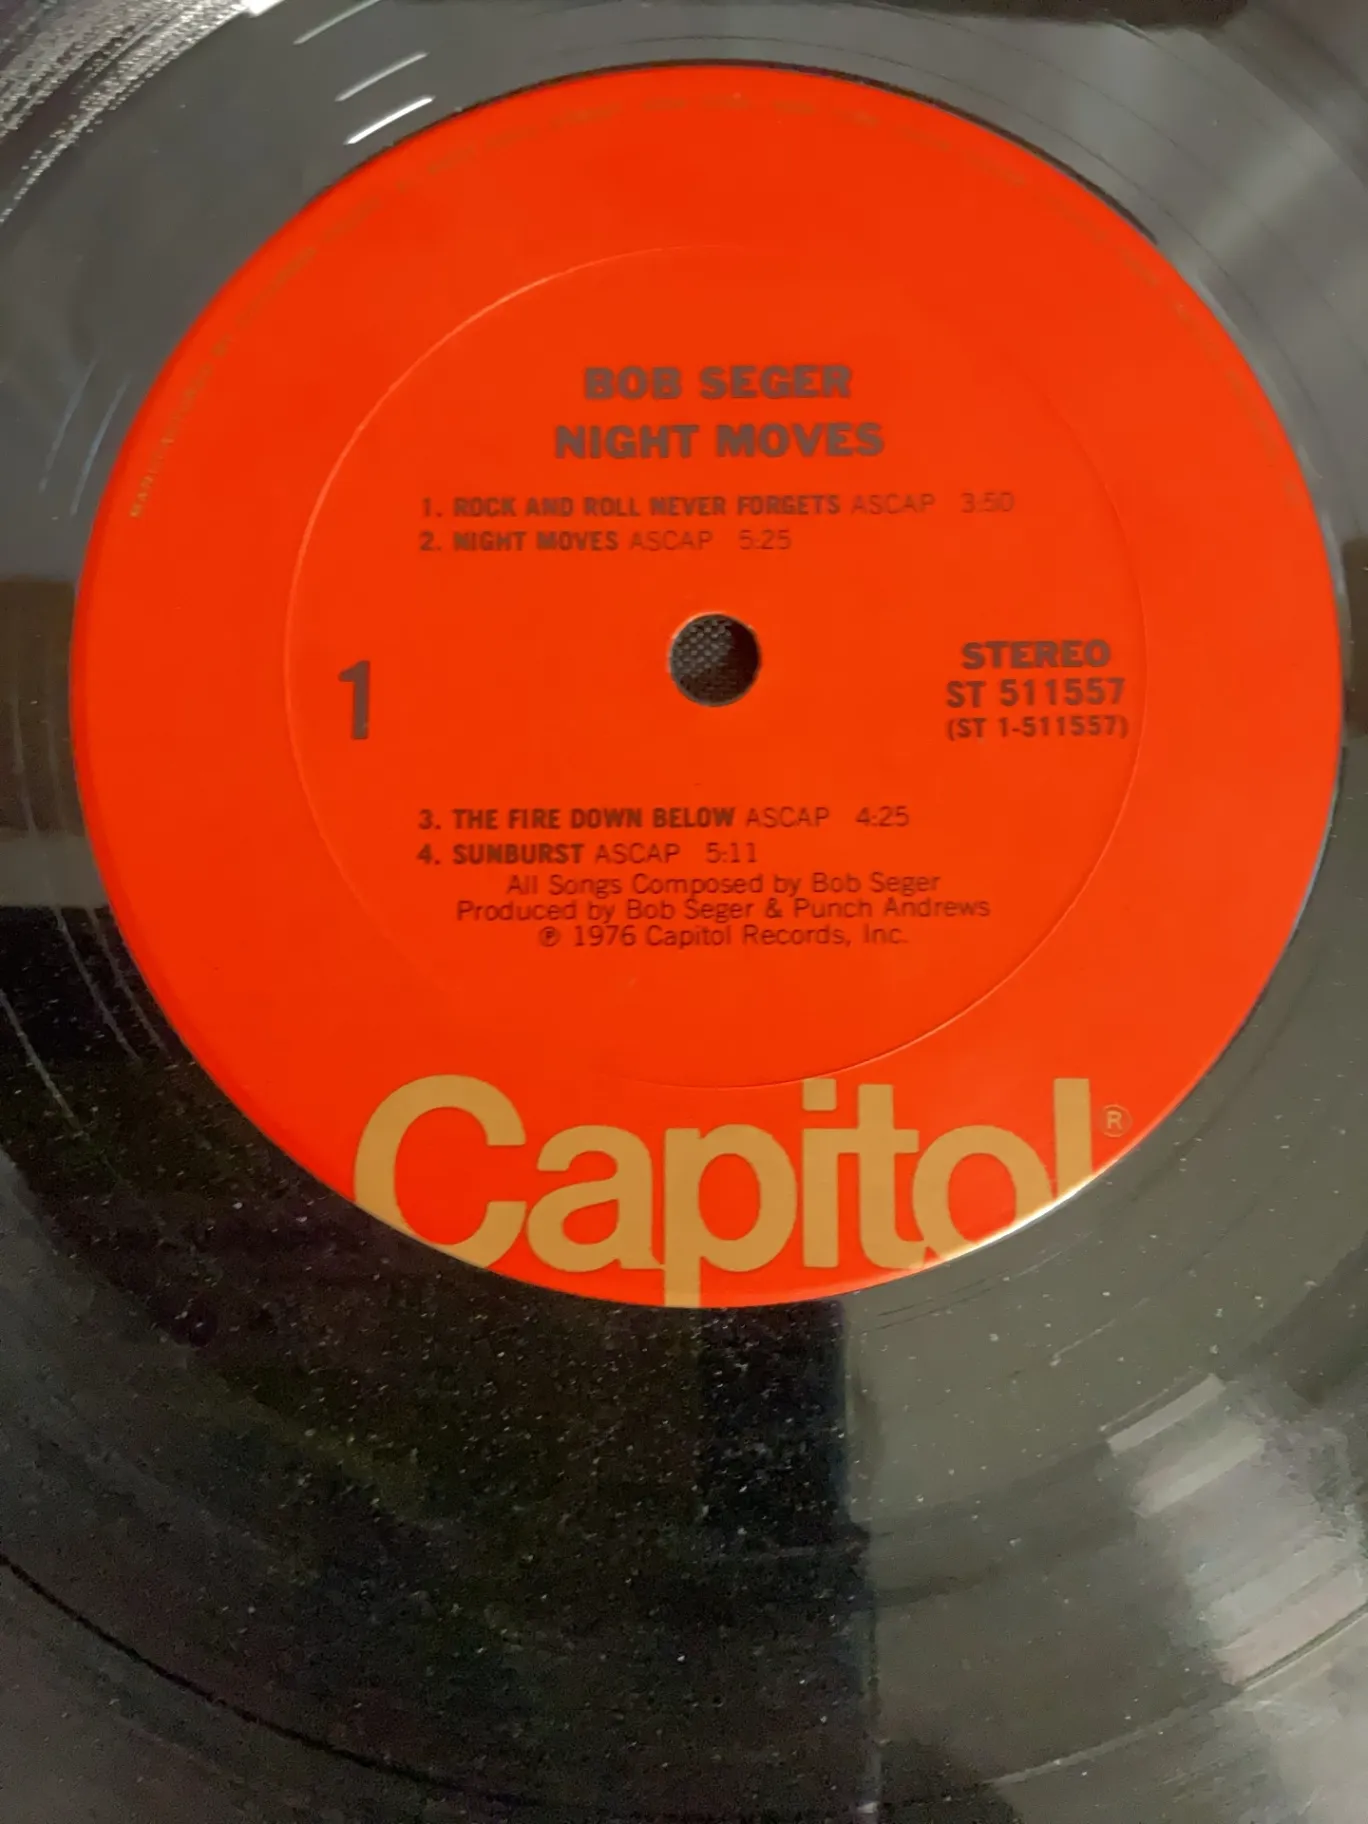 BOB SEGER
NIGHT MOVES
1. ROCK AND ROLL NEVER FORGETS ASCAP 3:50
2. NIGHT MOVES ASCAP 5:25
1
STEREO
ST 511557
(ST 1-511557)
3. THE FIRE DOWN BELOW ASCAP 4:25
4. SUNBURST ASCAP 5:11
All Songs Composed by Bob Seger
Produced by Bob Seger & Punch Andrews
℗ 1976 Capitol Records, Inc.
Capitol ®